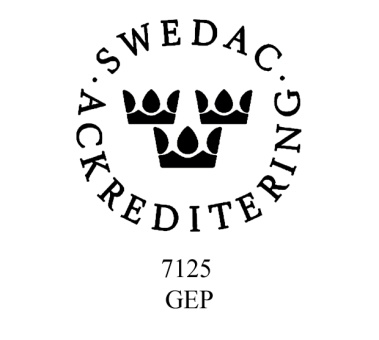 · SWEDAC ·
ACKREDITERING
7125
GEP